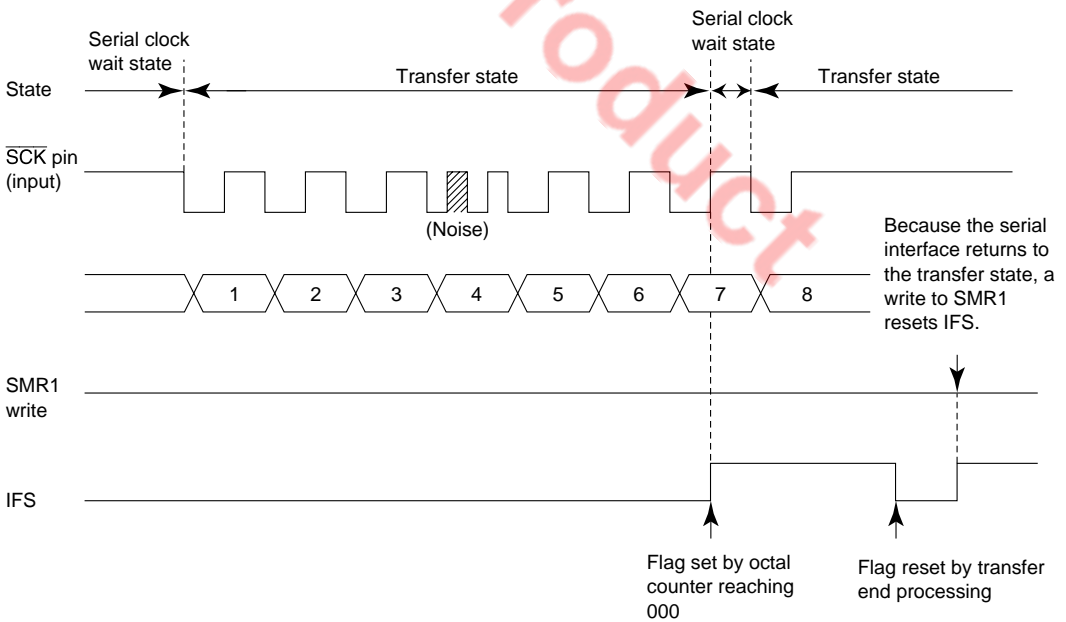 Serial clock
wait state
Serial clock
wait state
State
Transfer state
Transfer state
SCK pin
(input)
(Noise)
1 2 3 4 5 6 7 8
Because the serial
interface returns to
the transfer state, a
write to SMR1
resets IFS.
SMR1
write
IFS
Flag set by octal
counter reaching
000
Flag reset by transfer
end processing
roduct